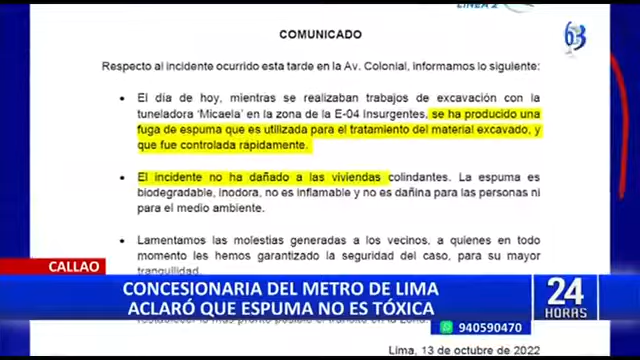 LÍNEA 2
COMUNICADO
63
Respecto al incidente ocurrido esta tarde en la Av. Colonial, informamos lo siguiente:
• El día de hoy, mientras se realizaban trabajos de excavación con la
tuneladora 'Micaela' en la zona de la E-04 Insurgentes, se ha producido una
fuga de espuma que es utilizada para el tratamiento del material excavado, y
que fue controlada rápidamente.
• El incidente no ha dañado a las viviendas colindantes. La espuma es
biodegradable, inodora, no es inflamable y no es dañina para las personas ni
para el medio ambiente.
• Lamentamos las molestias generadas a los vecinos, a quienes en todo
momento les hemos garantizado la seguridad del caso, para su mayor
tranquilidad.
CALLAO
CONCESIONARIA DEL METRO DE LIMA
ACLARÓ QUE ESPUMA NO ES TÓXICA
24
HORAS
940590470
Lima, 13 de octubre de 2022